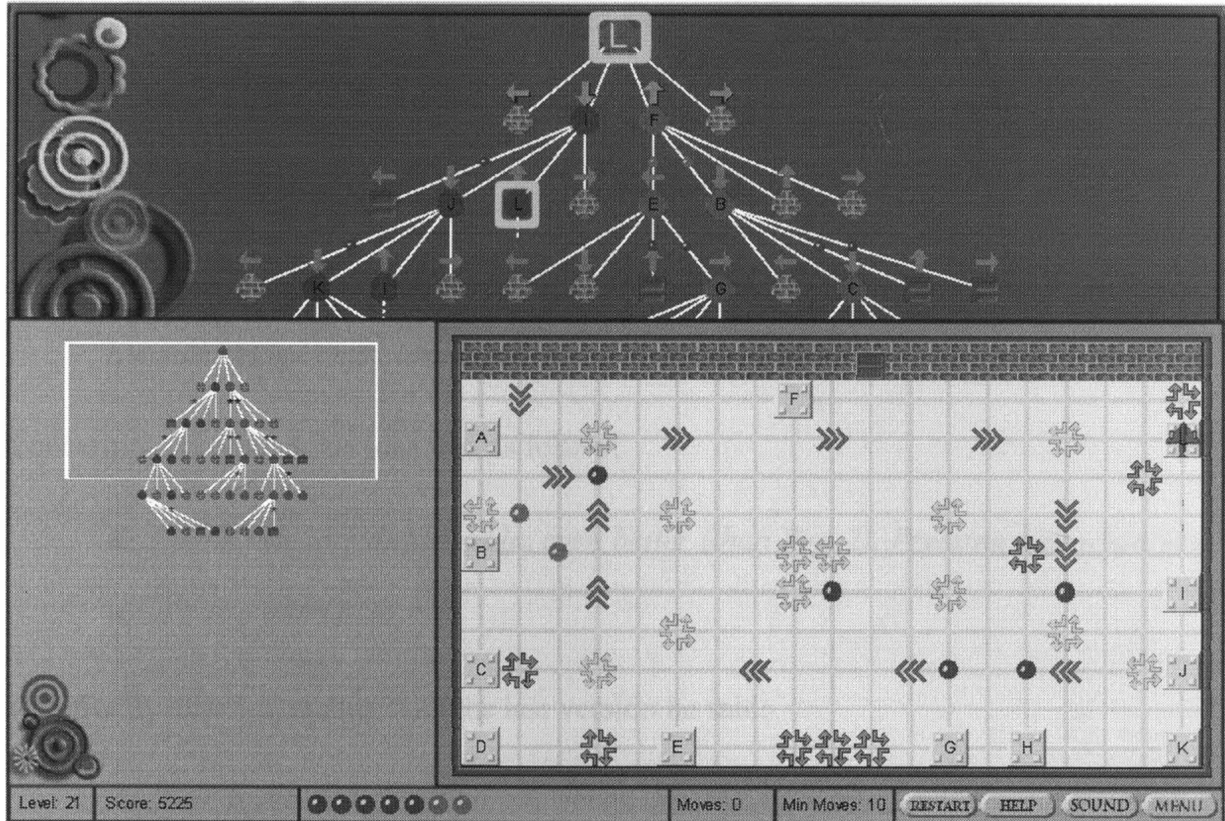 L
I F
J L E B
K I G C
F
A
B
I
C J
D E G H K
Level: 21 Score: 5225 Moves: 0 Min Moves: 10 RESTART HELP SOUND MENU